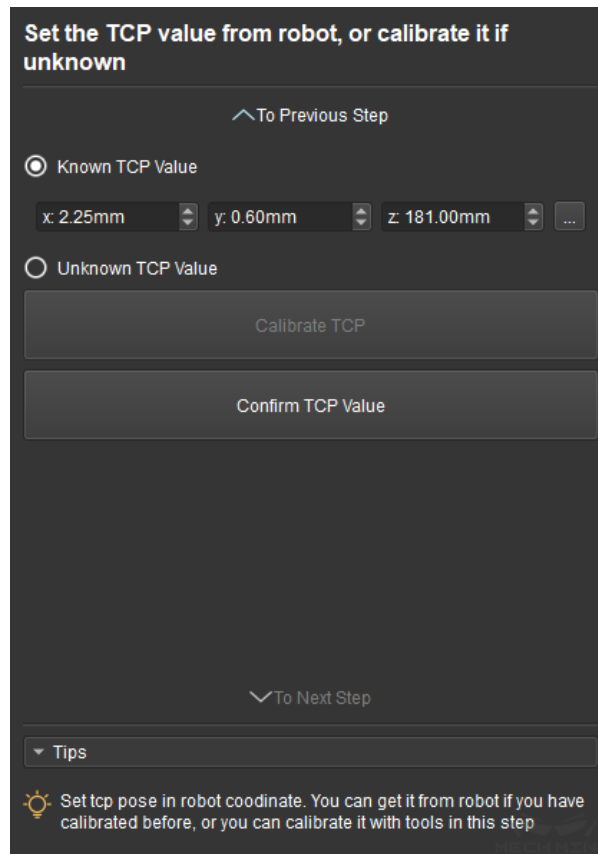 Set the TCP value from robot, or calibrate it if
unknown
To Previous Step
Known TCP Value
x: 2.25mm y: 0.60mm z: 181.00mm ...
Unknown TCP Value
Calibrate TCP
Confirm TCP Value
To Next Step
Tips
Set tcp pose in robot coodinate. You can get it from robot if you have
calibrated before, or you can calibrate it with tools in this step